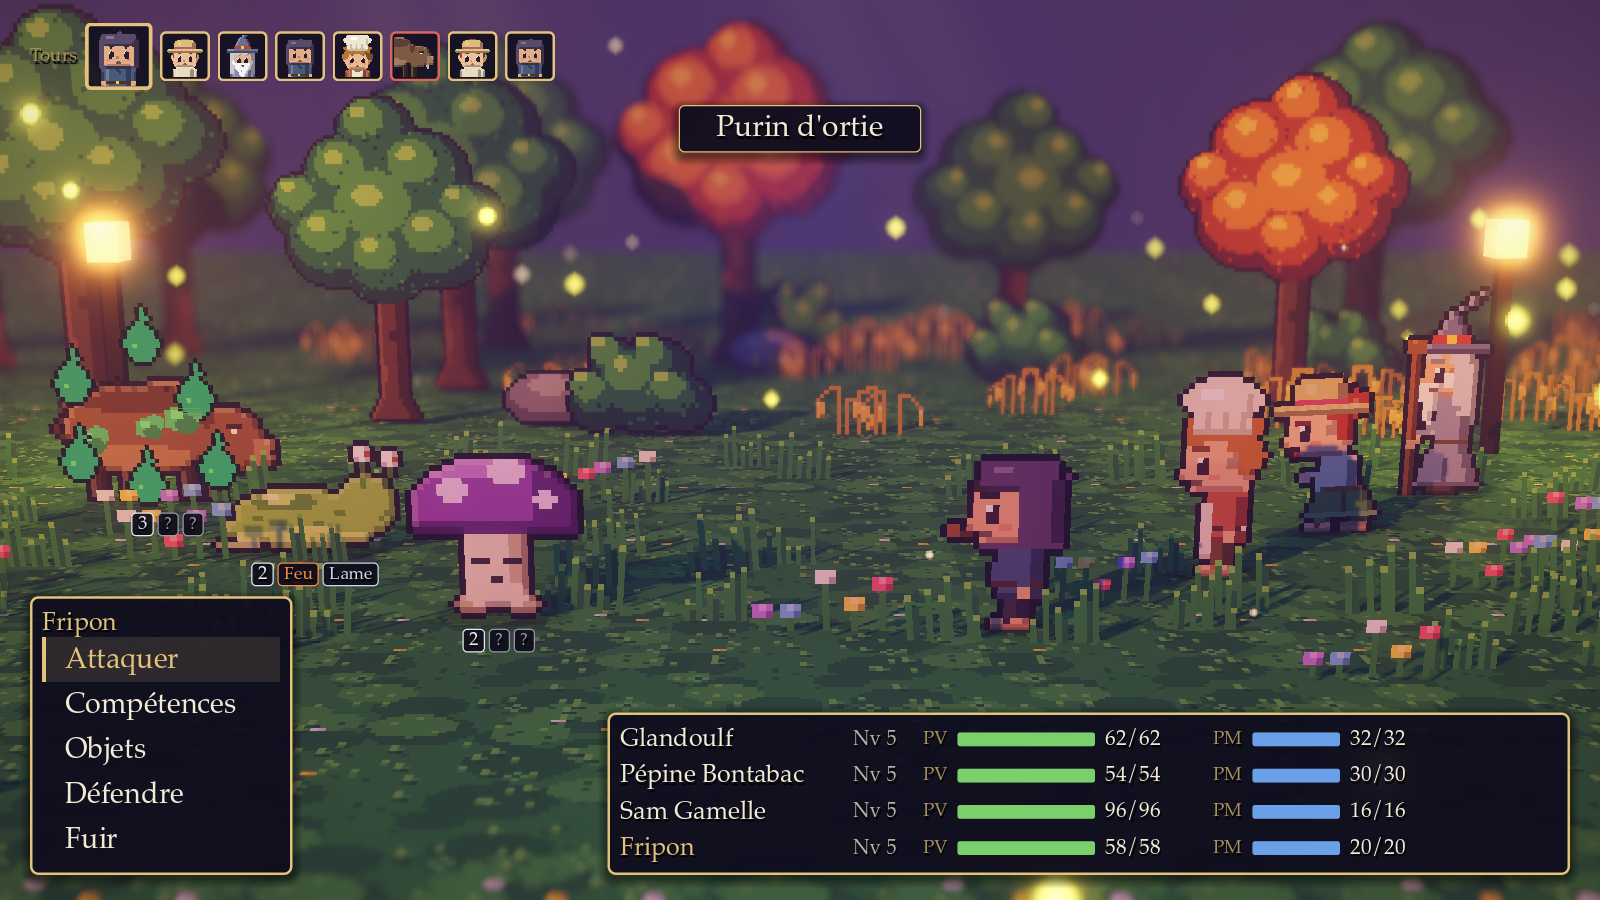 Tours
Purin d'ortie
3 ? ?
2 Feu Lame
2 ? ?
Fripon
Attaquer
Compétences
Objets
Défendre
Fuir
Glandoulf Nv 5 PV 62/62 PM 32/32
Pépine Bontabac Nv 5 PV 54/54 PM 30/30
Sam Gamelle Nv 5 PV 96/96 PM 16/16
Fripon Nv 5 PV 58/58 PM 20/20